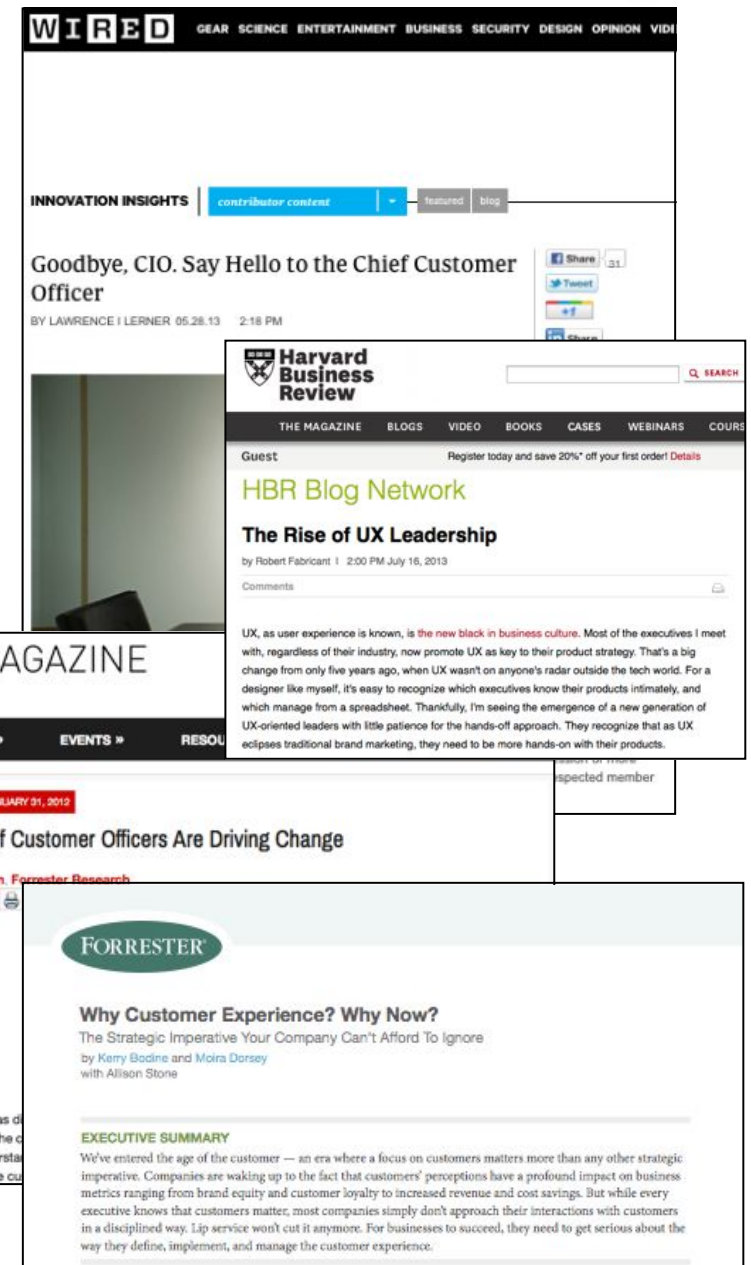 WIRED
GEAR SCIENCE ENTERTAINMENT BUSINESS SECURITY DESIGN OPINION
INNOVATION INSIGHTS
contributor content
featured blog
Goodbye, CIO. Say Hello to the Chief Customer
Officer
BY LAWRENCE I LERNER 05.28.13 2:18 PM
Share 31
Tweet
+1
Share
Harvard
Business
Review
SEARCH
THE MAGAZINE BLOGS VIDEO BOOKS CASES WEBINARS
Guest
Register today and save 20%* off your first order! Details
HBR Blog Network
The Rise of UX Leadership
by Robert Fabricant | 2:00 PM July 16, 2013
Comments
UX, as user experience is known, is the new black in business culture. Most of the executives I meet
with, regardless of their industry, now promote UX as key to their product strategy. That's a big
change from only five years ago, when UX wasn't on anyone's radar outside the tech world. For a
designer like myself, it's easy to recognize which executives know their products intimately, and
which manage from a spreadsheet. Thankfully, I'm seeing the emergence of a new generation of
UX-oriented leaders with little patience for the hands-off approach. They recognize that as UX
eclipses traditional brand marketing, they need to be more hands-on with their products.
member
AGAZINE
EVENTS » RESOU
31, 2012
f Customer Officers Are Driving Change
Forrester Research
FORRESTER®
Why Customer Experience? Why Now?
The Strategic Imperative Your Company Can't Afford To Ignore
by Kerry Bodine and Moira Dorsey
with Allison Stone
EXECUTIVE SUMMARY
We've entered the age of the customer — an era where a focus on customers matters more than any other strategic
imperative. Companies are waking up to the fact that customers' perceptions have a profound impact on business
metrics ranging from brand equity and customer loyalty to increased revenue and cost savings. But while every
executive knows that customers matter, most companies simply don't approach their interactions with customers
in a disciplined way. Lip service won't cut it anymore. For businesses to succeed, they need to get serious about the
way they define, implement, and manage the customer experience.